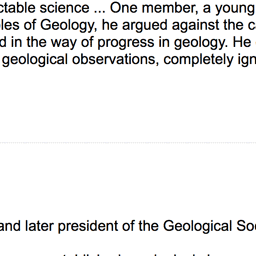 ctable science ... One member, a young
les of Geology, he argued against the c
d in the way of progress in geology. He
geological observations, completely ign
and later president of the Geological So